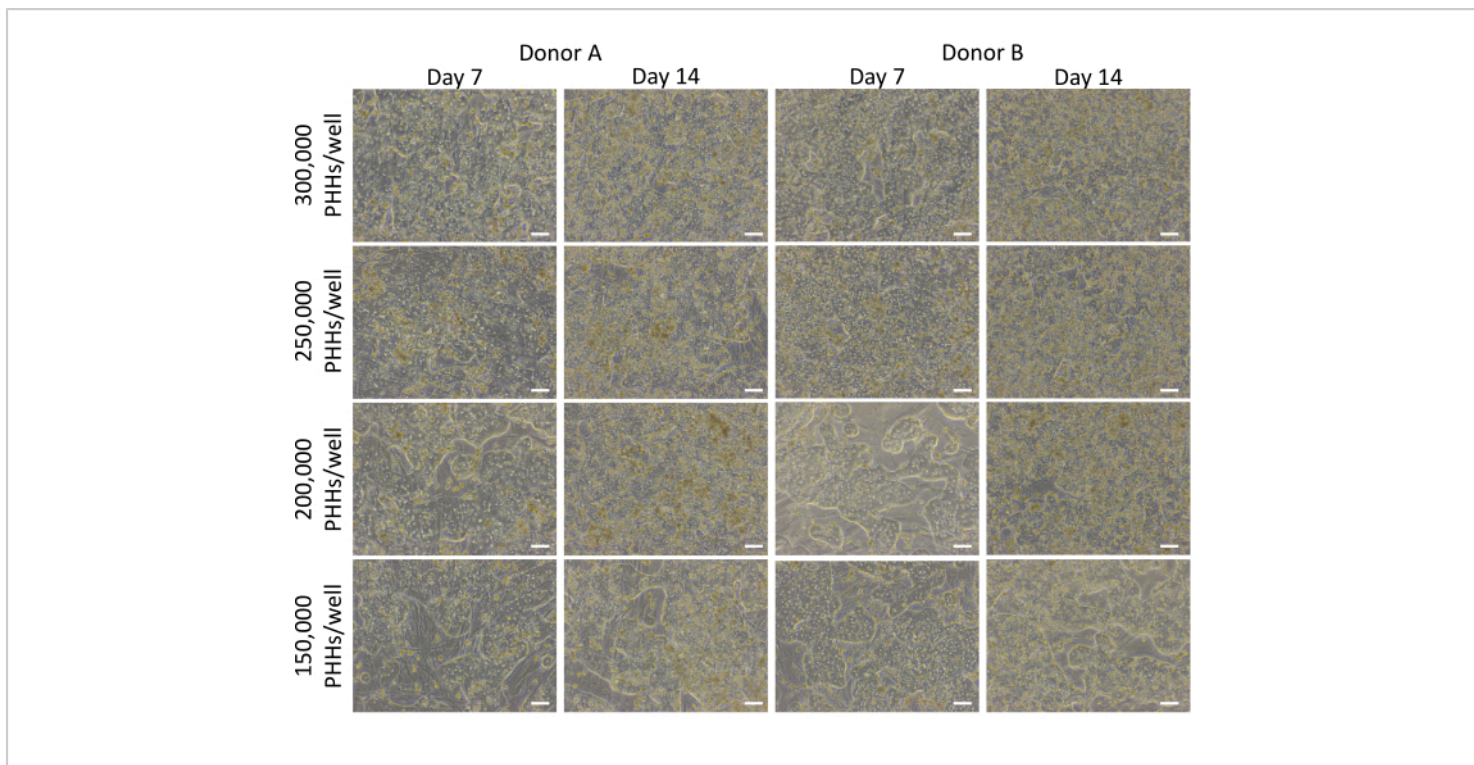 Donor A
Donor B
Day 7
Day 14
Day 7
Day 14
300,000
PHHs/well
250,000
PHHs/well
200,000
PHHs/well
150,000
PHHs/well